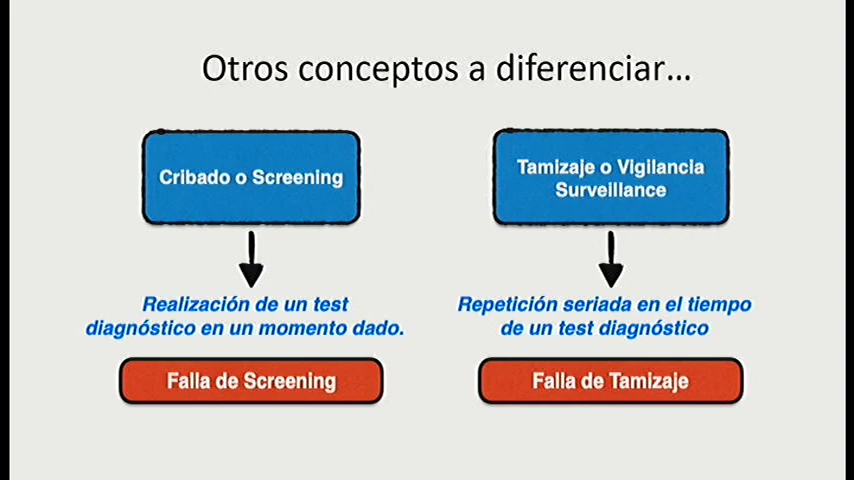 Otros conceptos a diferenciar...
Cribado o Screening
Realización de un test
diagnóstico en un momento dado.
Falla de Screening
Tamizaje o Vigilancia
Surveillance
Repetición seriada en el tiempo
de un test diagnóstico
Falla de Tamizaje